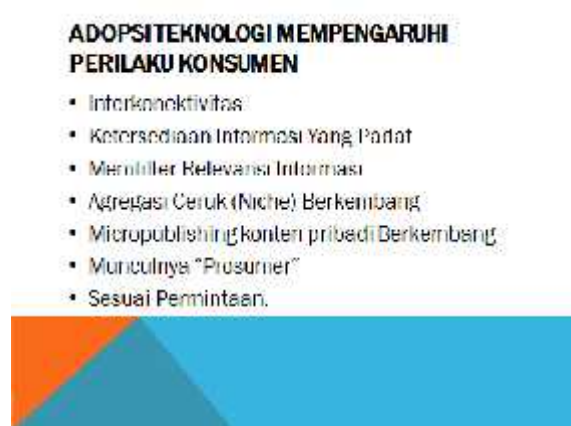 ADOPSI TEKNOLOGI MEMPENGARUHI
PERILAKU KONSUMEN
• Interkonektivitas
• Ketersediaan Informasi Yang Padat
• Memfilter Relevansi Informasi
• Agregasi Ceruk (Niche) Berkembang
• Micropublishing konten pribadi Berkembang
• Munculnya "Prosumer"
• Sesuai Permintaan.